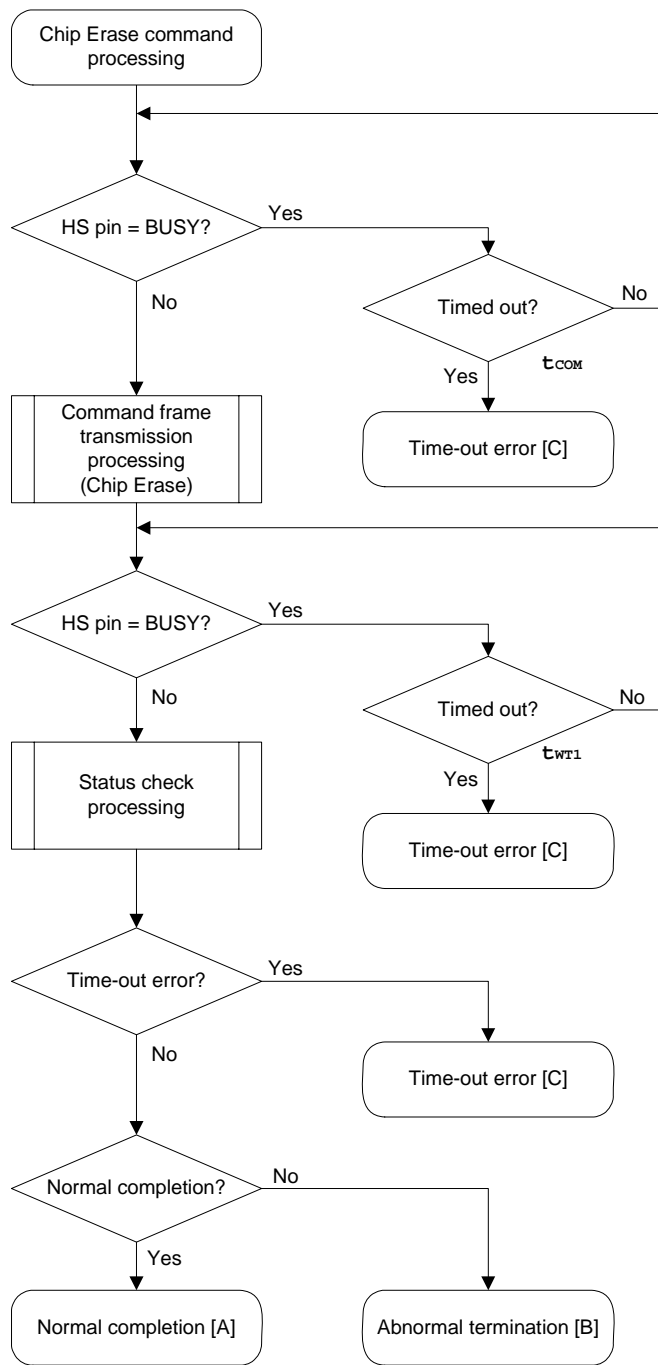 Chip Erase command
processing
HS pin = BUSY?
Yes
No
Timed out?
No
tCOM
Yes
Command frame
transmission
processing
(Chip Erase)
Time-out error [C]
HS pin = BUSY?
Yes
No
Timed out?
No
tWT1
Yes
Status check
processing
Time-out error [C]
Time-out error?
Yes
No
Time-out error [C]
Normal completion?
No
Yes
Normal completion [A]
Abnormal termination [B]